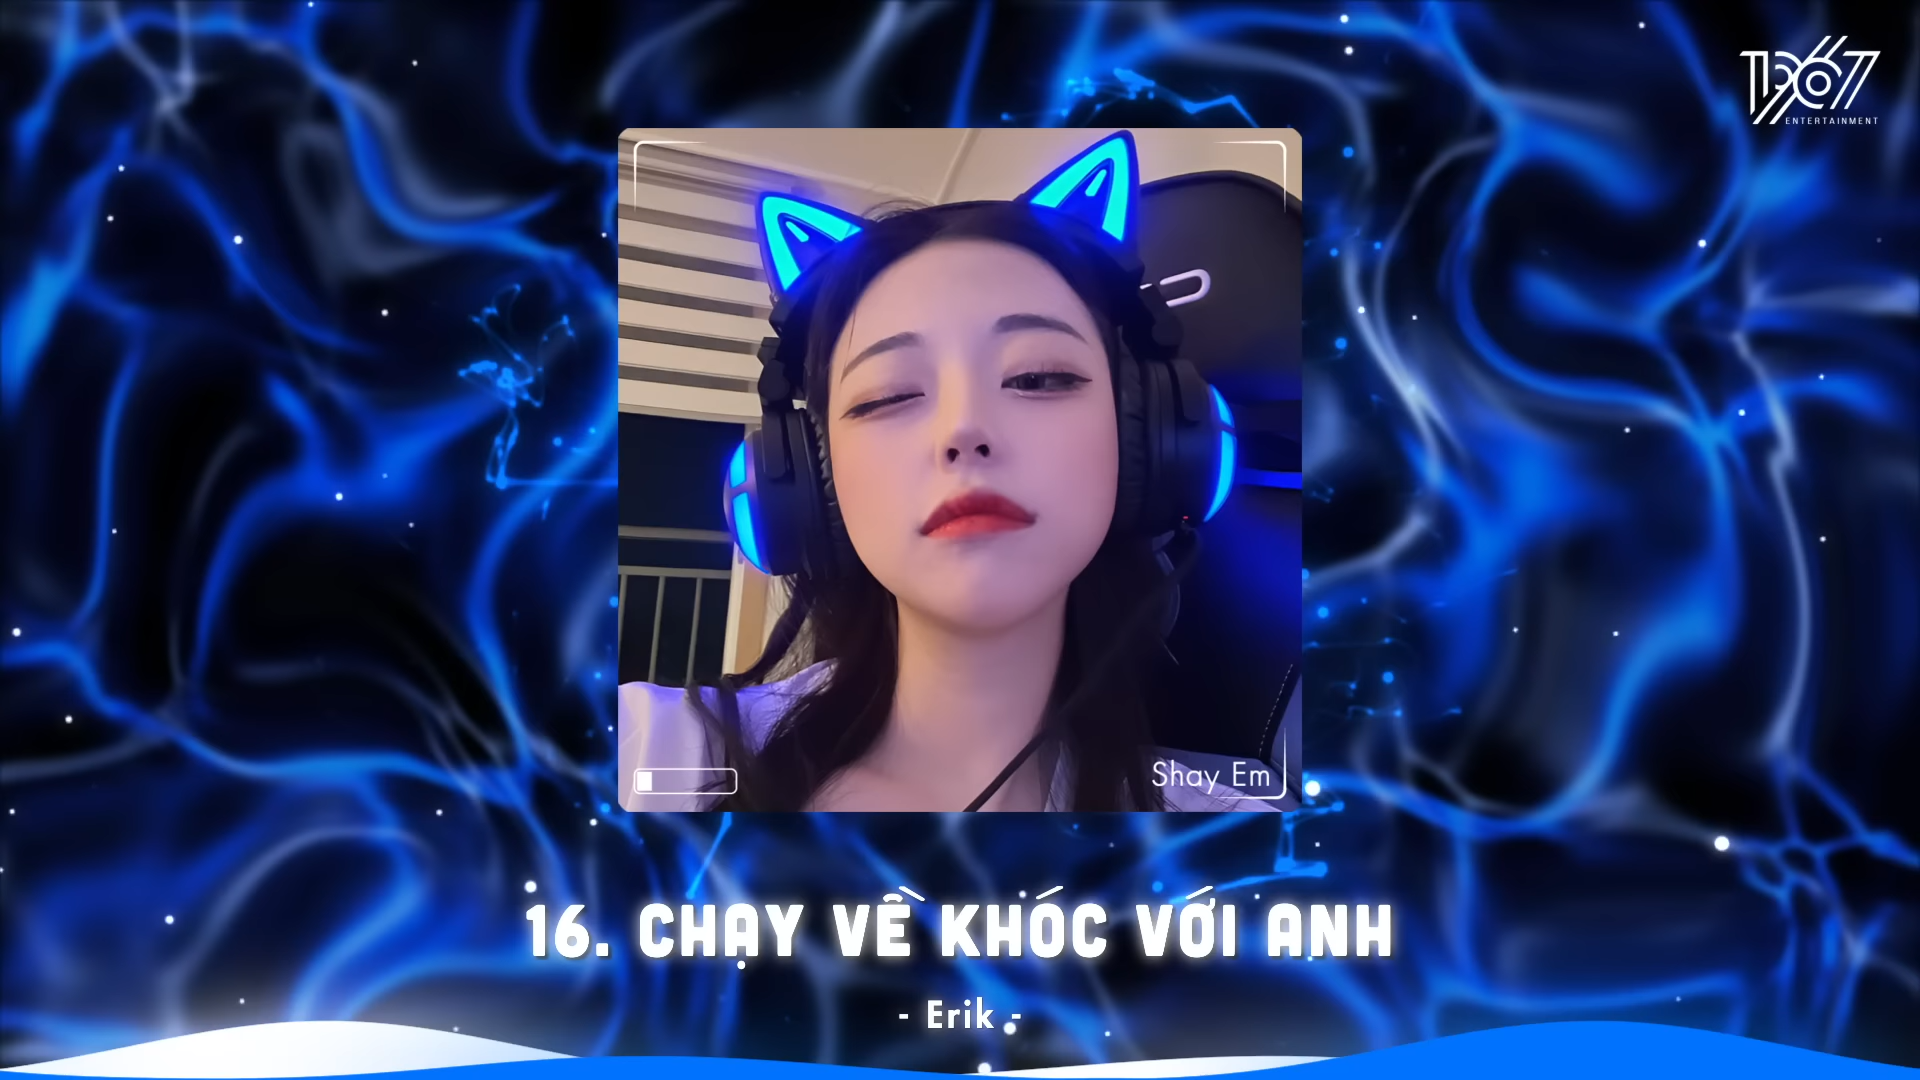 1967
ENTERTAINMENT
Shay Em
16. CHẠY VỀ KHÓC VỚI ANH
- Erik -